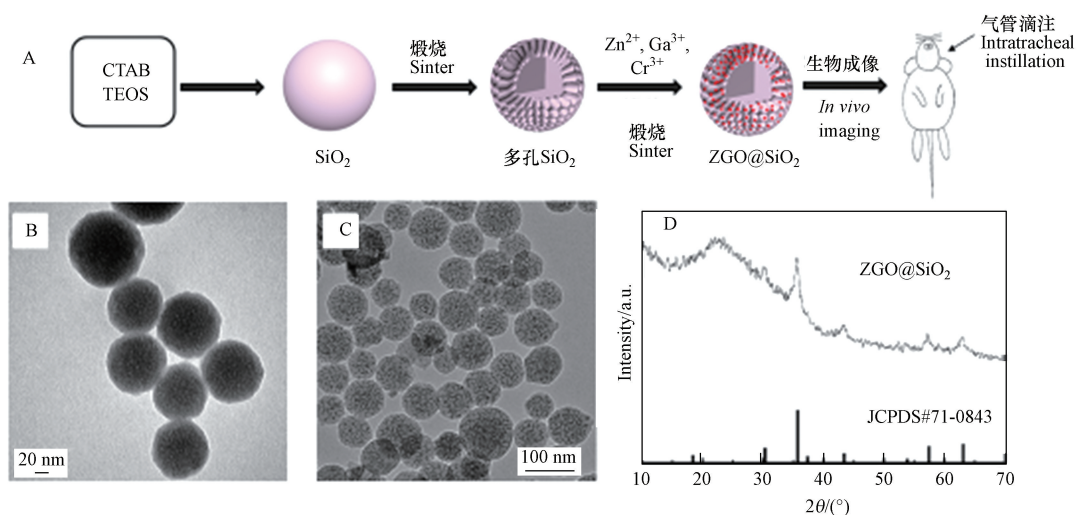 A
CTAB
TEOS
SiO2
煅烧
Sinter
多孔SiO2
Zn2+, Ga3+,
Cr3+
煅烧
Sinter
ZGO@SiO2
生物成像
In vivo
imaging
气管滴注
Intratracheal
instillation
B
20 nm
C
100 nm
D
ZGO@SiO2
JCPDS#71-0843
Intensity/a.u.
10 20 30 40 50 60 70
2θ/(°)